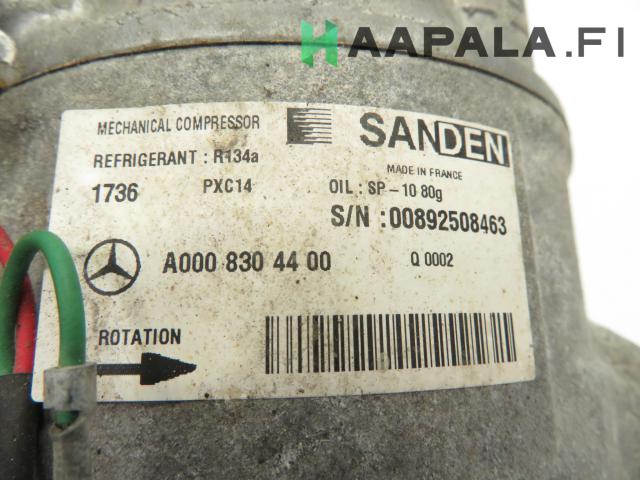 HAAPALA.FI
MECHANICAL COMPRESSOR
SANDEN
REFRIGERANT : R134a
MADE IN FRANCE
1736 PXC14 OIL : SP-10 80g
S/N : 00892508463
A000 830 44 00 Q 0002
ROTATION